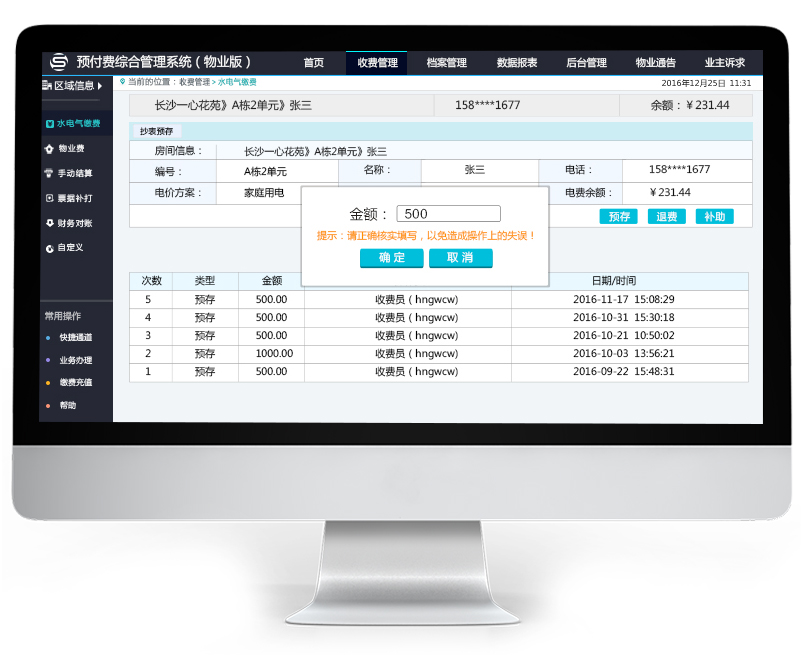 预付费综合管理系统（物业版） 首页 收费管理 档案管理 数据报表 后台管理 物业通告 业主诉求
区域信息 当前的位置：收费管理>水电气缴费 2016年12月25日 11:31
长沙一心花苑》A栋2单元》张三 158****1677 余额：￥231.44
水电气缴费
物业费
手动结算
票据补打
财务对账
自定义
常用操作
快捷通道
业务办理
缴费充值
帮助
抄表预存
房间信息： 长沙一心花苑》A栋2单元》张三
编号： A栋2单元 名称： 张三 电话： 158****1677
电价方案： 家庭用电 电费余额： ￥231.44
预存 退费 补助
金额： 500
提示：请正确核实填写，以免造成操作上的失误！
确 定 取 消
次数 类型 金额 日期/时间
5 预存 500.00 收费员（hngwcw) 2016-11-17 15:08:29
4 预存 500.00 收费员（hngwcw) 2016-10-31 15:30:18
3 预存 500.00 收费员（hngwcw) 2016-10-21 10:50:02
2 预存 1000.00 收费员（hngwcw) 2016-10-03 13:56:21
1 预存 500.00 收费员（hngwcw) 2016-09-22 15:48:31